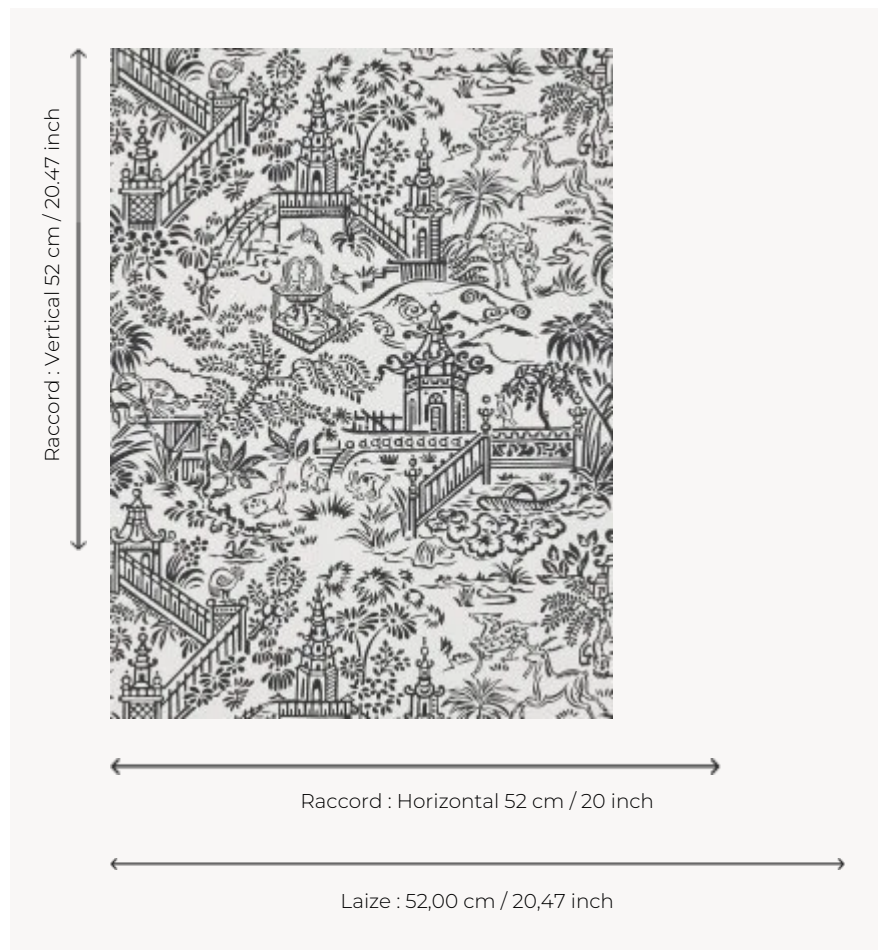 Raccord : Vertical 52 cm / 20.47 inch
Raccord : Horizontal 52 cm / 20 inch
Laize : 52,00 cm / 20,47 inch